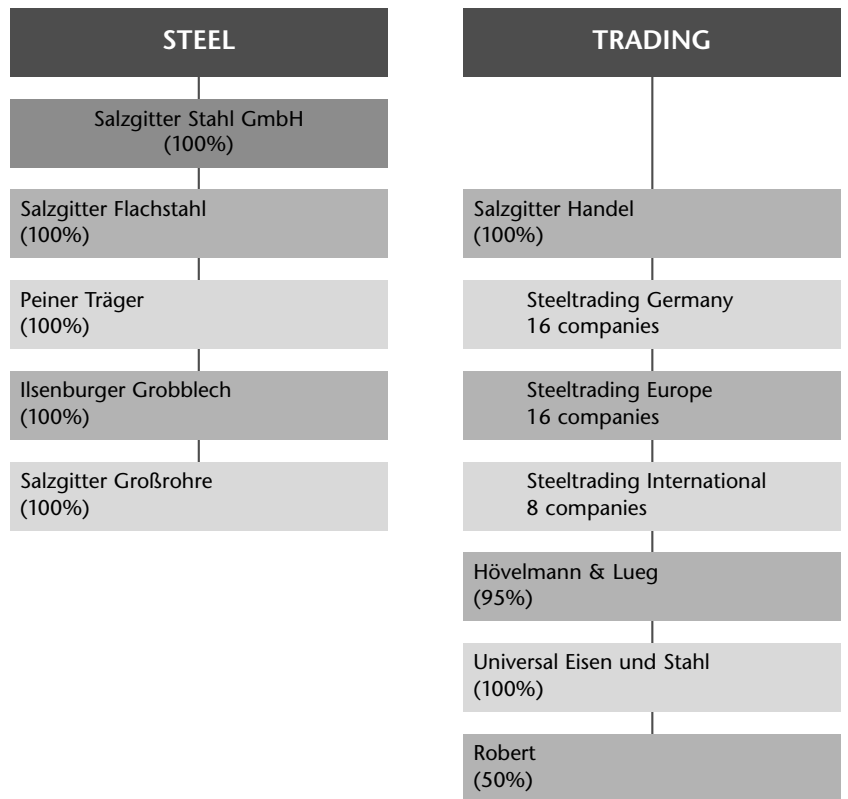 STEEL
Salzgitter Stahl GmbH
(100%)
Salzgitter Flachstahl
(100%)
Peiner Träger
(100%)
Ilsenburger Grobblech
(100%)
Salzgitter Großrohre
(100%)
TRADING
Salzgitter Handel
(100%)
Steeltrading Germany
16 companies
Steeltrading Europe
16 companies
Steeltrading International
8 companies
Hövelmann & Lueg
(95%)
Universal Eisen und Stahl
(100%)
Robert
(50%)